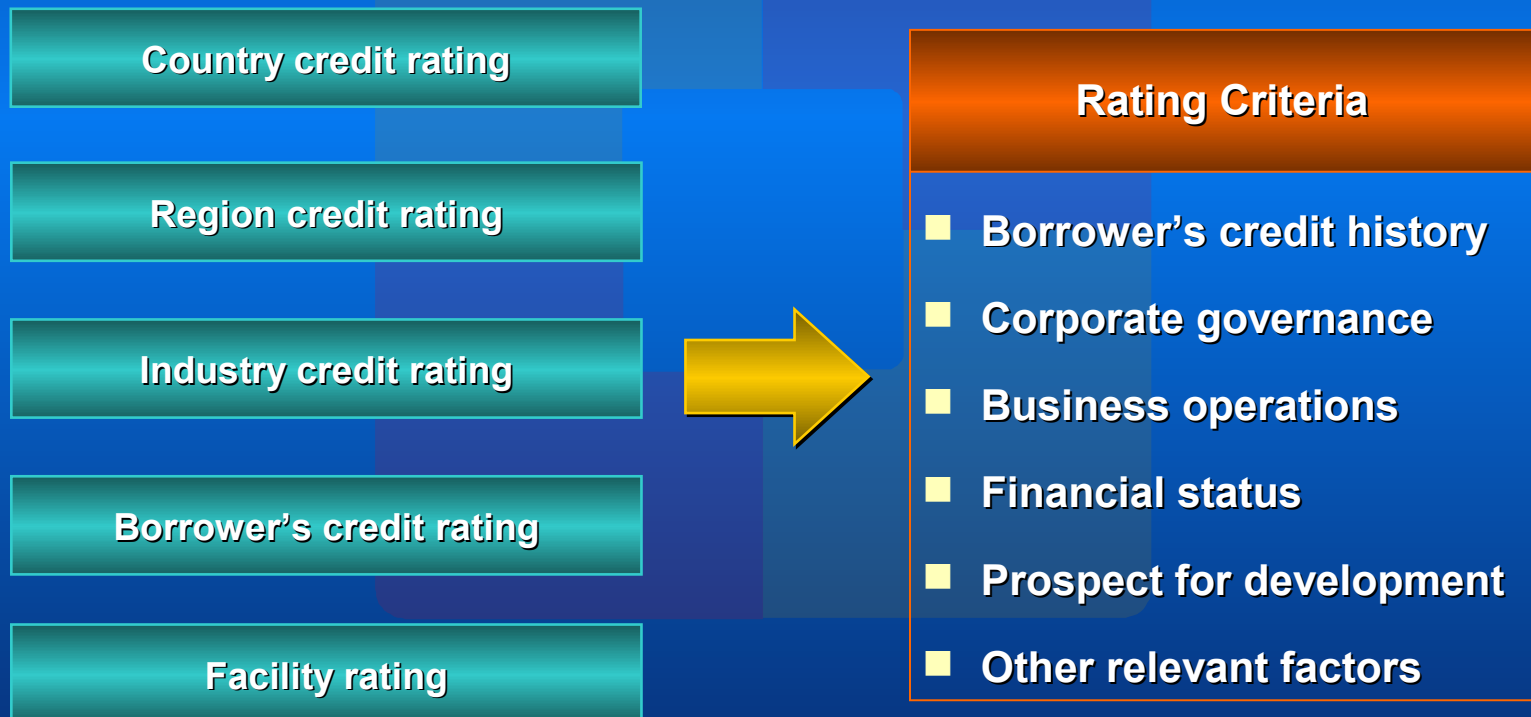 Country credit rating
Region credit rating
Industry credit rating
Borrower’s credit rating
Facility rating
Rating Criteria
Borrower’s credit history
Corporate governance
Business operations
Financial status
Prospect for development
Other relevant factors